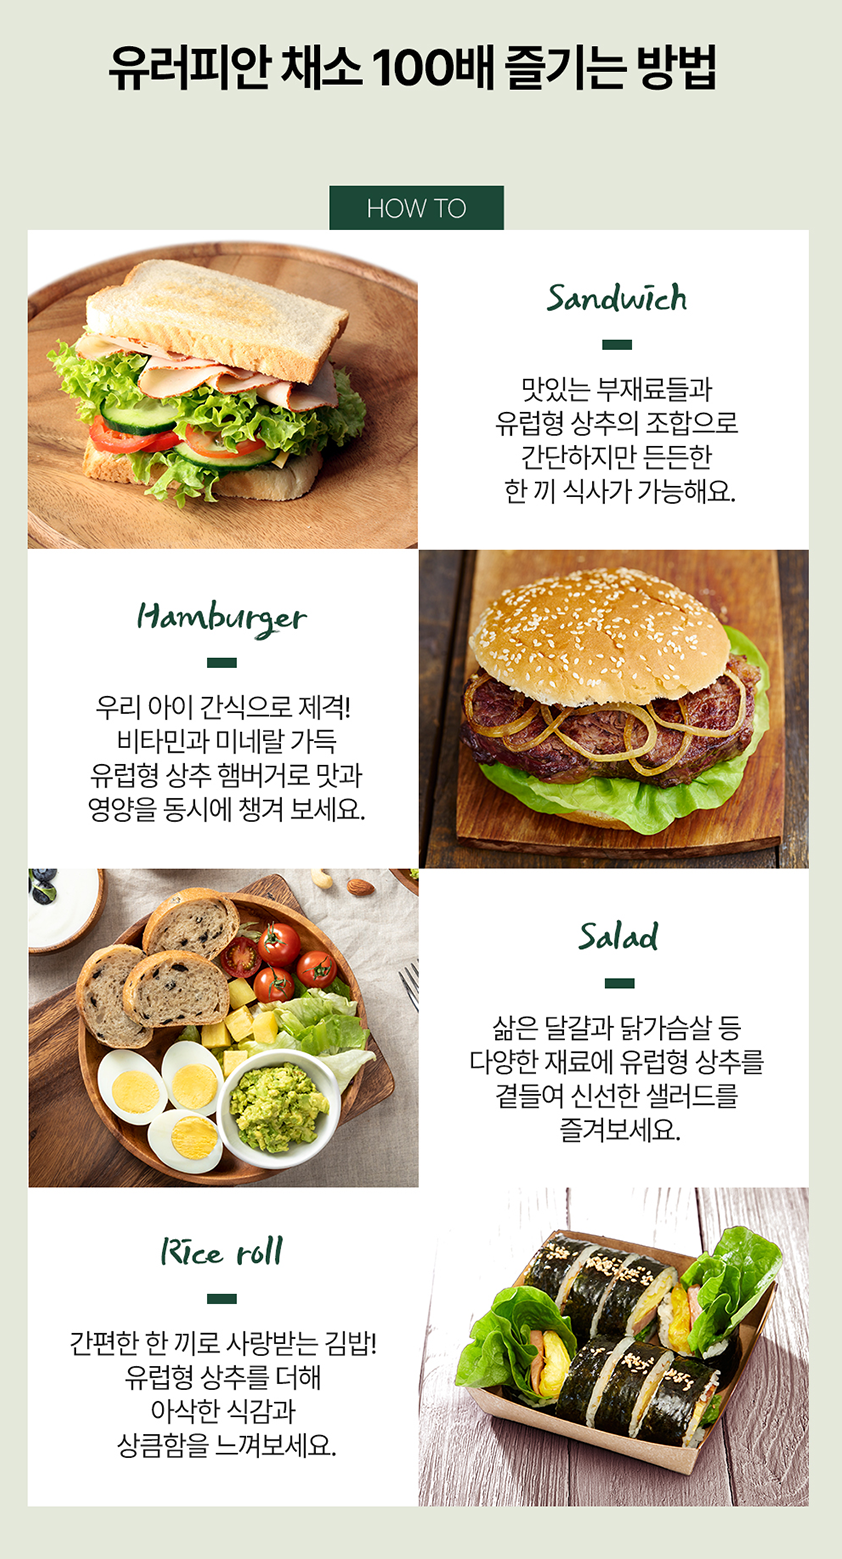 유러피안 채소 100배 즐기는 방법
HOW TO
Sandwich
맛있는 부재료들과
유럽형 상추의 조합으로
간단하지만 든든한
한 끼 식사가 가능해요.
Hamburger
우리 아이 간식으로 제격!
비타민과 미네랄 가득
유럽형 상추 햄버거로 맛과
영양을 동시에 챙겨 보세요.
Salad
삶은 달걀과 닭가슴살 등
다양한 재료에 유럽형 상추를
곁들여 신선한 샐러드를
즐겨보세요.
Rice roll
간편한 한 끼로 사랑받는 김밥!
유럽형 상추를 더해
아삭한 식감과
상큼함을 느껴보세요.